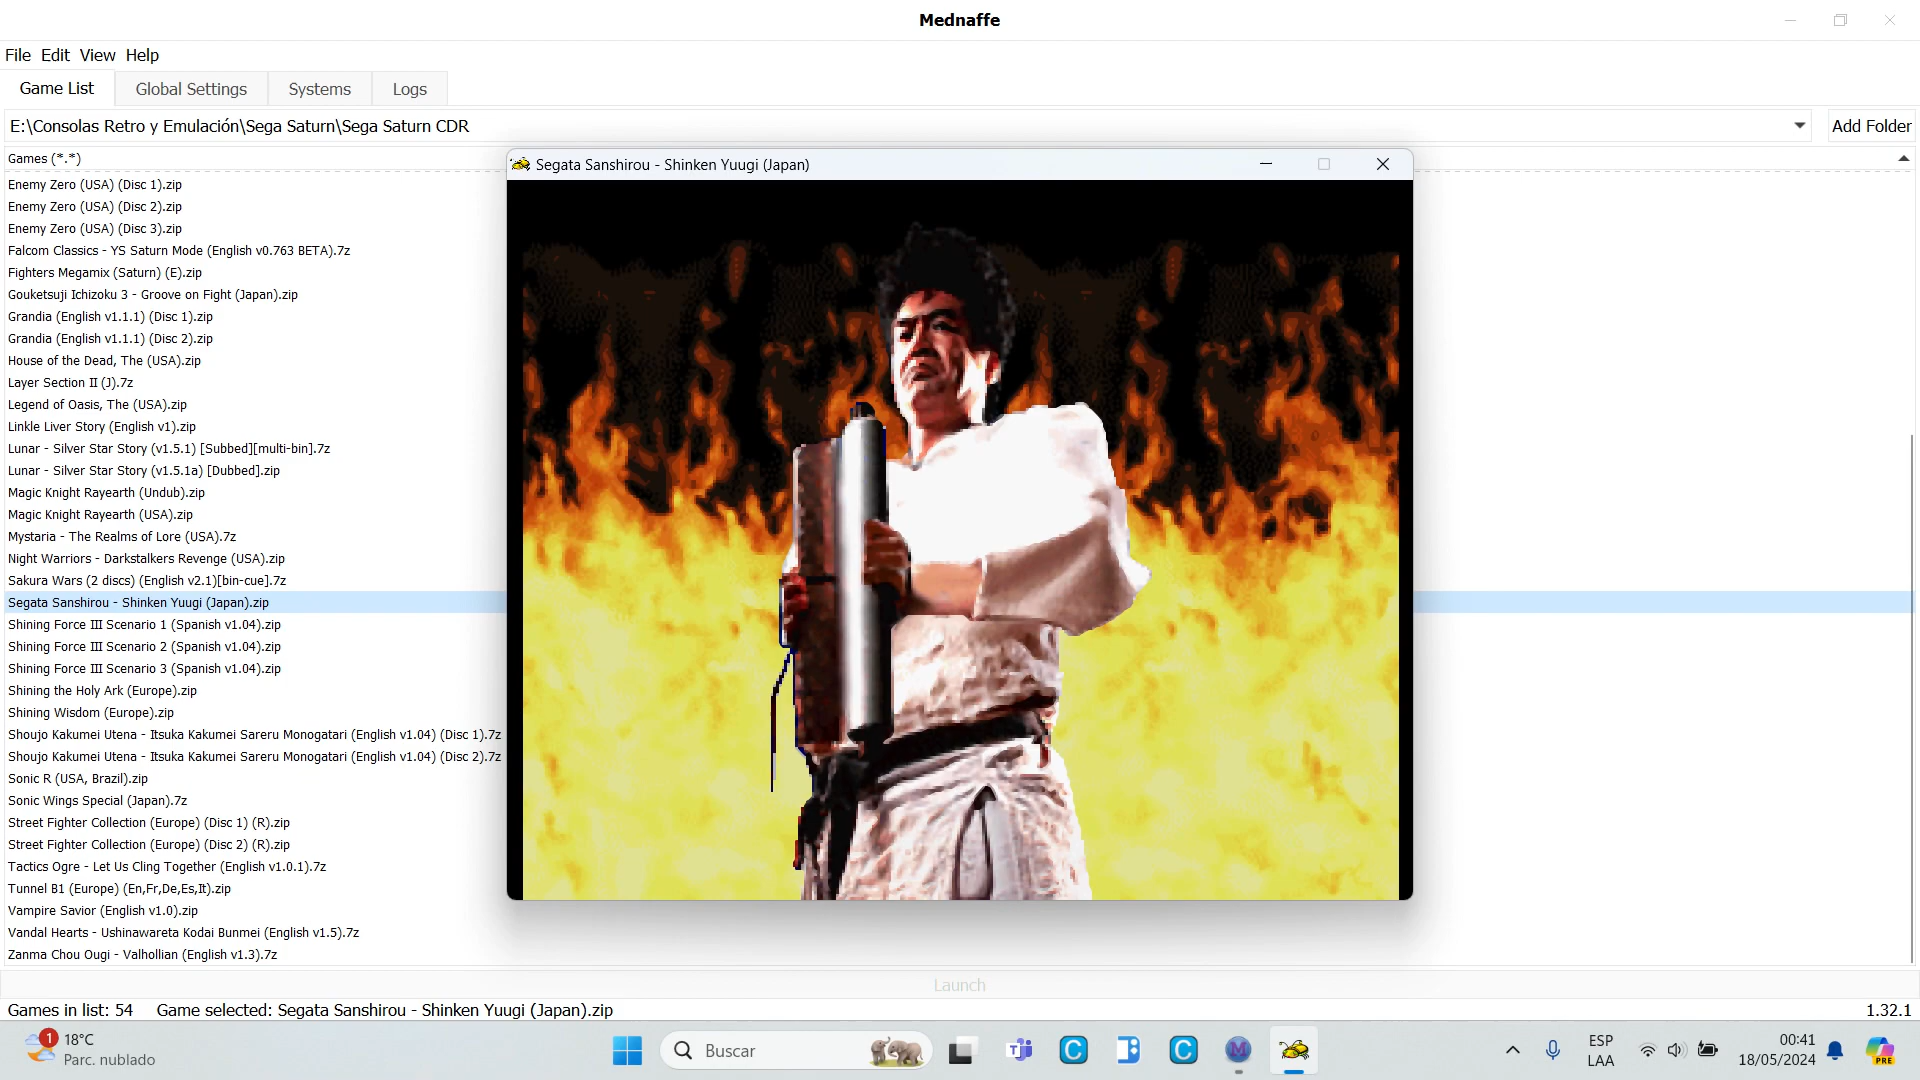 Mednaffe
File Edit View Help
Game List Global Settings Systems Logs
E:\Consolas Retro y Emulación\Sega Saturn\Sega Saturn CDR
Add Folder
Games (*.*)
Segata Sanshirou - Shinken Yuugi (Japan)
Enemy Zero (USA) (Disc 1).zip
Enemy Zero (USA) (Disc 2).zip
Enemy Zero (USA) (Disc 3).zip
Falcom Classics - YS Saturn Mode (English v0.763 BETA).7z
Fighters Megamix (Saturn) (E).zip
Gouketsuji Ichizoku 3 - Groove on Fight (Japan).zip
Grandia (English v1.1.1) (Disc 1).zip
Grandia (English v1.1.1) (Disc 2).zip
House of the Dead, The (USA).zip
Layer Section II (J).7z
Legend of Oasis, The (USA).zip
Linkle Liver Story (English v1).zip
Lunar - Silver Star Story (v1.5.1) [Subbed][multi-bin].7z
Lunar - Silver Star Story (v1.5.1a) [Dubbed].zip
Magic Knight Rayearth (Undub).zip
Magic Knight Rayearth (USA).zip
Mystaria - The Realms of Lore (USA).7z
Night Warriors - Darkstalkers Revenge (USA).zip
Sakura Wars (2 discs) (English v2.1)[bin-cue].7z
Segata Sanshirou - Shinken Yuugi (Japan).zip
Shining Force III Scenario 1 (Spanish v1.04).zip
Shining Force III Scenario 2 (Spanish v1.04).zip
Shining Force III Scenario 3 (Spanish v1.04).zip
Shining the Holy Ark (Europe).zip
Shining Wisdom (Europe).zip
Shoujo Kakumei Utena - Itsuka Kakumei Sareru Monogatari (English v1.04) (Disc 1).7z
Shoujo Kakumei Utena - Itsuka Kakumei Sareru Monogatari (English v1.04) (Disc 2).7z
Sonic R (USA, Brazil).zip
Sonic Wings Special (Japan).7z
Street Fighter Collection (Europe) (Disc 1) (R).zip
Street Fighter Collection (Europe) (Disc 2) (R).zip
Tactics Ogre - Let Us Cling Together (English v1.0.1).7z
Tunnel B1 (Europe) (En,Fr,De,Es,It).zip
Vampire Savior (English v1.0).zip
Vandal Hearts - Ushinawareta Kodai Bunmei (English v1.5).7z
Zanma Chou Ougi - Valhollian (English v1.3).7z
Launch
Games in list: 54 Game selected: Segata Sanshirou - Shinken Yuugi (Japan).zip
1.32.1
1
18°C
Parc. nublado
Buscar
T
C
C
M
ESP
LAA
00:41
18/05/2024
PRE